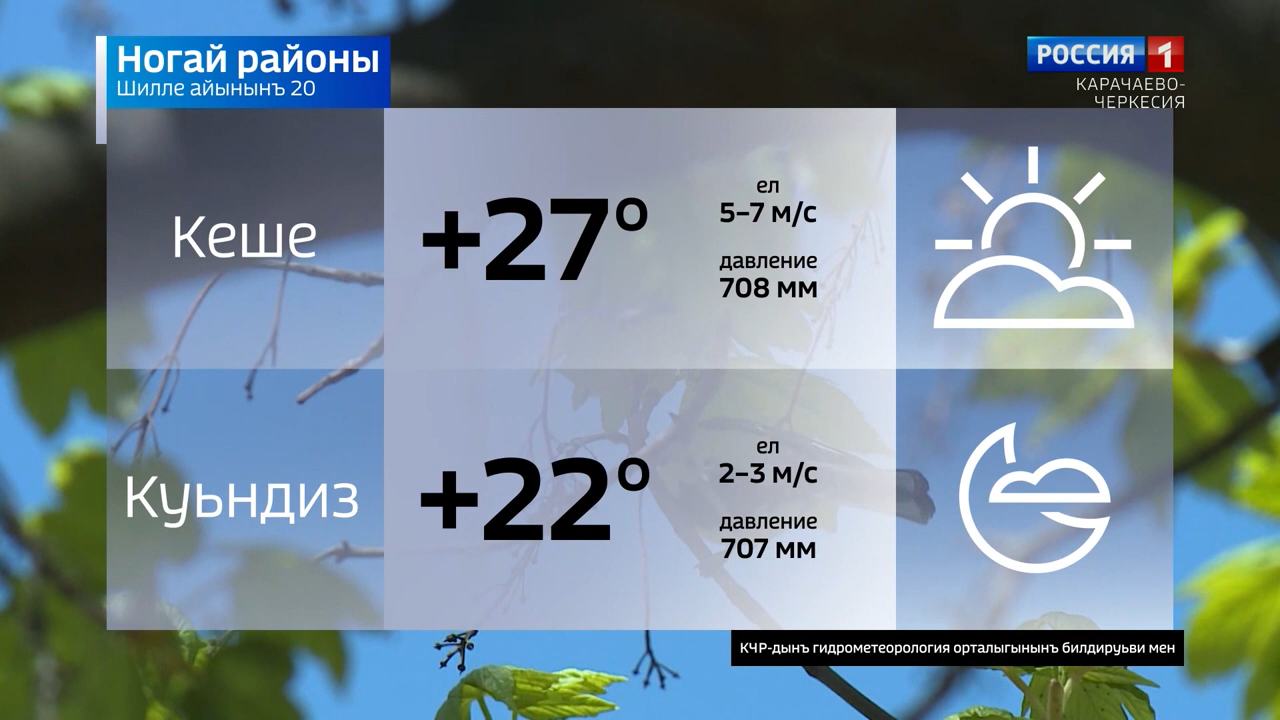 Ногай районы
Шилле айынынъ 20
РОССИЯ 1
КАРАЧАЕВО-
ЧЕРКЕСИЯ
Кеше
+27°
ел
5–7 м/с
давление
708 мм
Куьндиз
+22°
ел
2–3 м/с
давление
707 мм
КЧР-дынъ гидрометеорология орталыгынынъ билдируьви мен